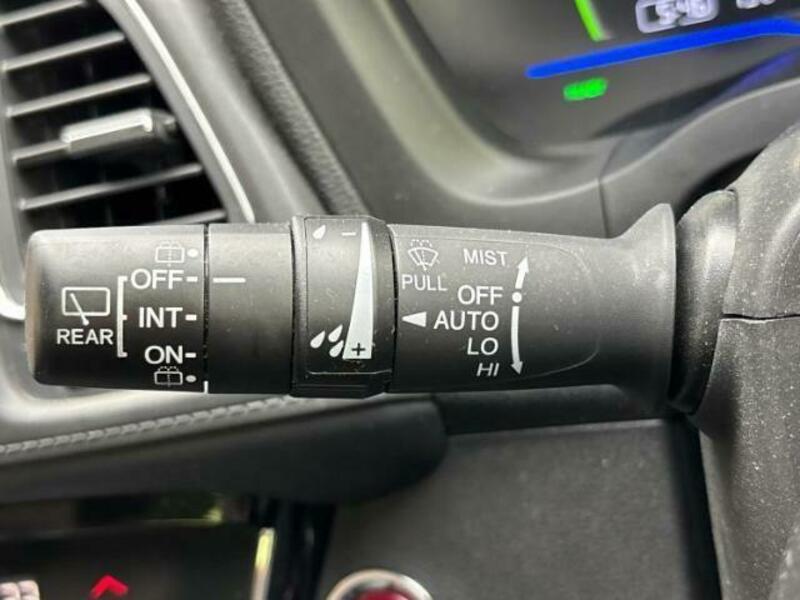 OFF
INT
ON
REAR
−
+
PULL
MIST
OFF
AUTO
LO
HI